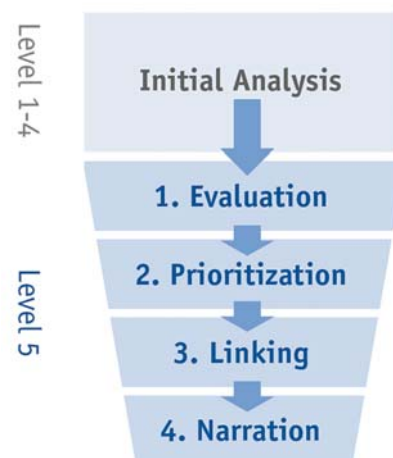 Level 1-4
Initial Analysis
Level 5
1. Evaluation
2. Prioritization
3. Linking
4. Narration